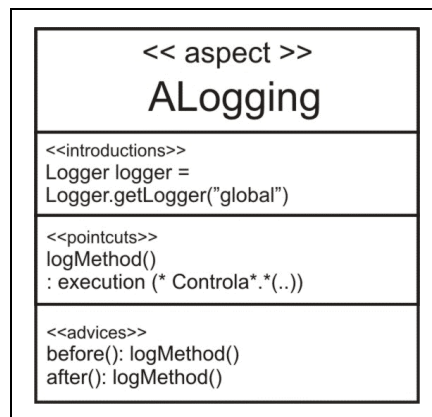 << aspect >>
ALogging
<<introductions>>
Logger logger =
Logger.getLogger(”global”)
<<pointcuts>>
logMethod()
: execution (* Controla*.*(..))
<<advices>>
before(): logMethod()
after(): logMethod()